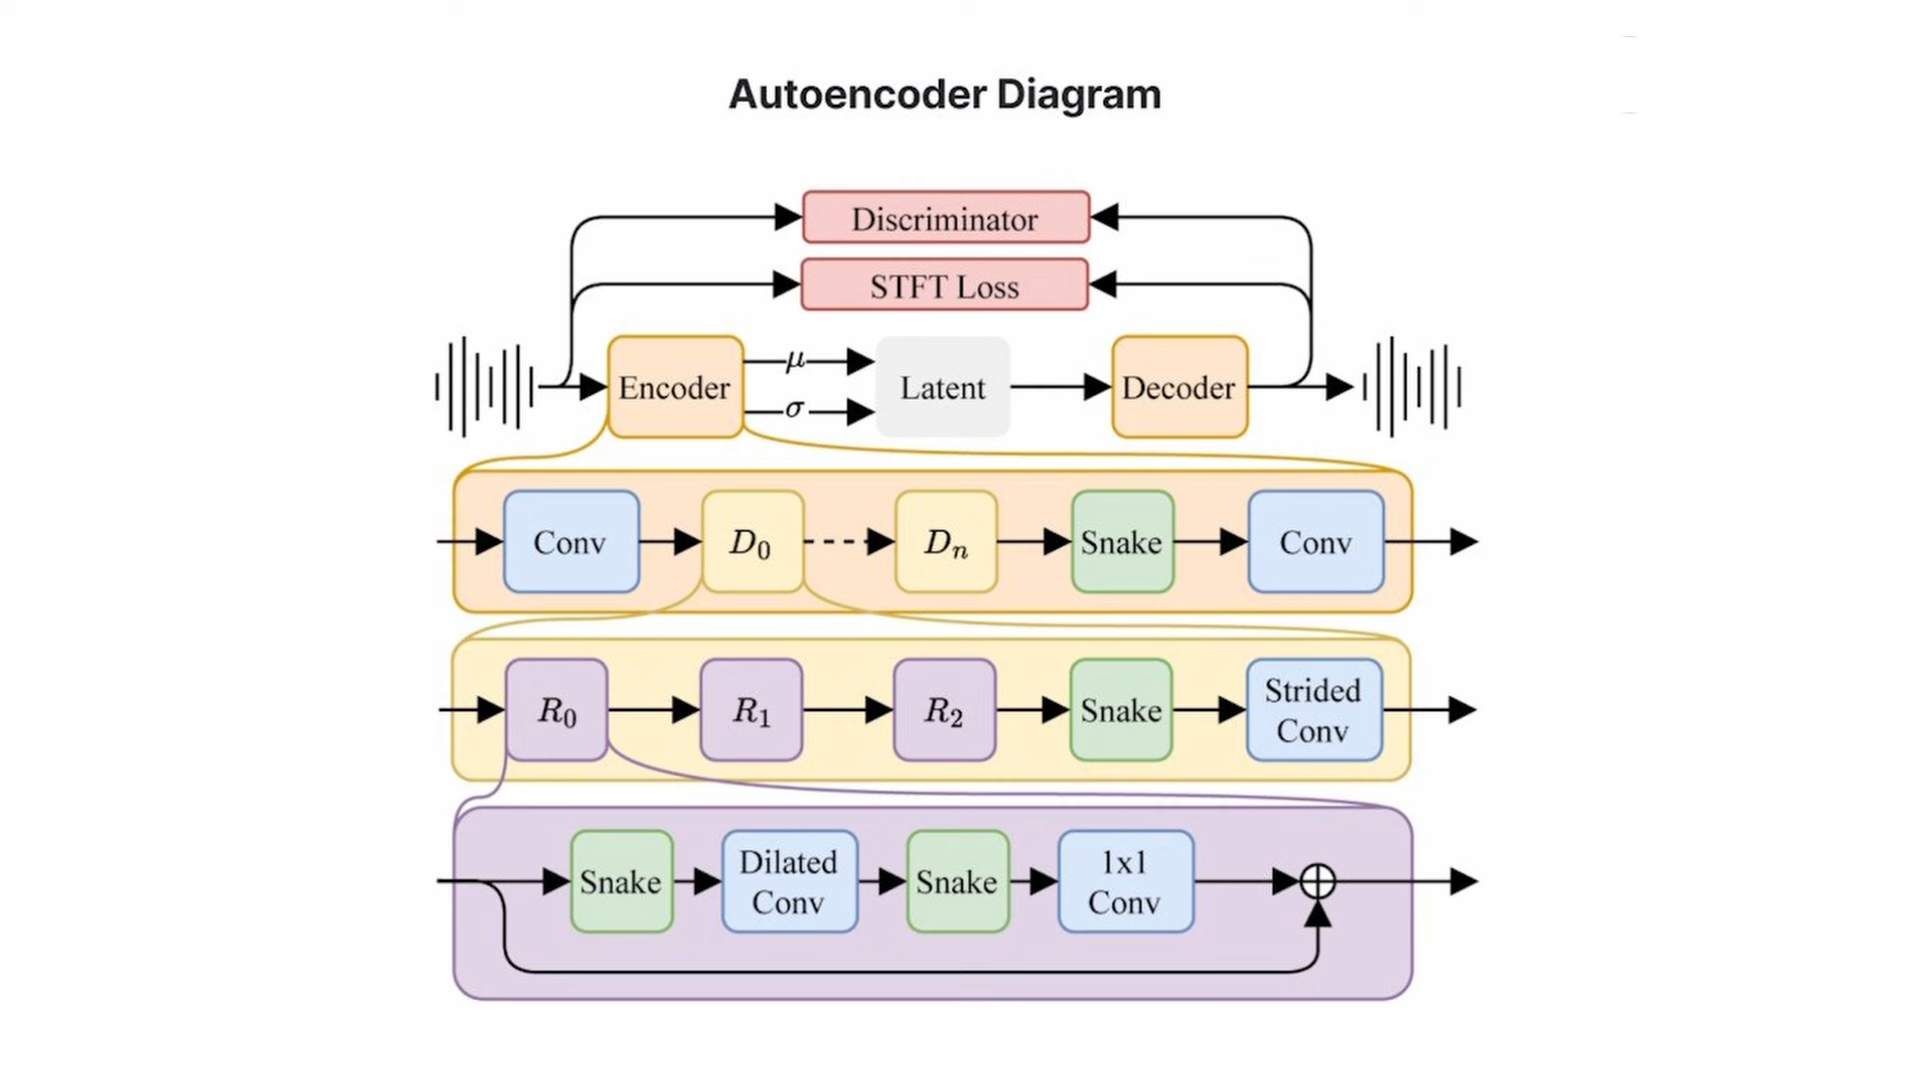 Autoencoder Diagram
Discriminator
STFT Loss
Encoder
μ
σ
Latent
Decoder
Conv
D₀
Dₙ
Snake
Conv
R₀
R₁
R₂
Snake
Strided
Conv
Snake
Dilated
Conv
Snake
1x1
Conv